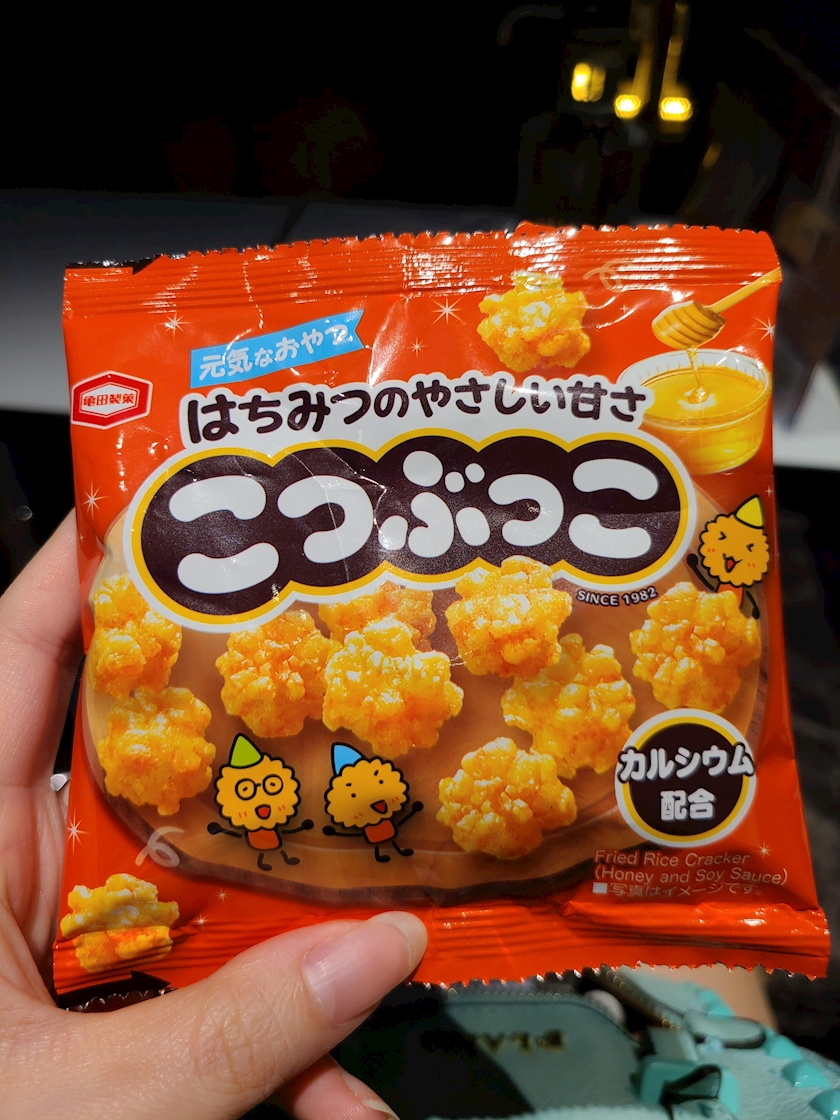 元気なおやつ
亀田製菓
はちみつのやさしい甘さ
こつぶっこ
SINCE 1982
カルシウム
配合
Fried Rice Cracker
(Honey and Soy Sauce)
■写真はイメージです。